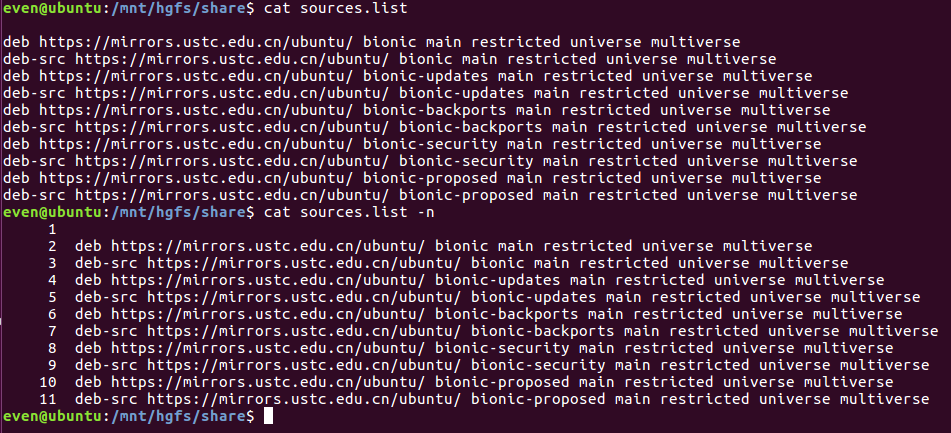 even@ubuntu:/mnt/hgfs/share$ cat sources.list

deb https://mirrors.ustc.edu.cn/ubuntu/ bionic main restricted universe multiverse
deb-src https://mirrors.ustc.edu.cn/ubuntu/ bionic main restricted universe multiverse
deb https://mirrors.ustc.edu.cn/ubuntu/ bionic-updates main restricted universe multiverse
deb-src https://mirrors.ustc.edu.cn/ubuntu/ bionic-updates main restricted universe multiverse
deb https://mirrors.ustc.edu.cn/ubuntu/ bionic-backports main restricted universe multiverse
deb-src https://mirrors.ustc.edu.cn/ubuntu/ bionic-backports main restricted universe multiverse
deb https://mirrors.ustc.edu.cn/ubuntu/ bionic-security main restricted universe multiverse
deb-src https://mirrors.ustc.edu.cn/ubuntu/ bionic-security main restricted universe multiverse
deb https://mirrors.ustc.edu.cn/ubuntu/ bionic-proposed main restricted universe multiverse
deb-src https://mirrors.ustc.edu.cn/ubuntu/ bionic-proposed main restricted universe multiverse
even@ubuntu:/mnt/hgfs/share$ cat sources.list -n
     1
     2  deb https://mirrors.ustc.edu.cn/ubuntu/ bionic main restricted universe multiverse
     3  deb-src https://mirrors.ustc.edu.cn/ubuntu/ bionic main restricted universe multiverse
     4  deb https://mirrors.ustc.edu.cn/ubuntu/ bionic-updates main restricted universe multiverse
     5  deb-src https://mirrors.ustc.edu.cn/ubuntu/ bionic-updates main restricted universe multiverse
     6  deb https://mirrors.ustc.edu.cn/ubuntu/ bionic-backports main restricted universe multiverse
     7  deb-src https://mirrors.ustc.edu.cn/ubuntu/ bionic-backports main restricted universe multiverse
     8  deb https://mirrors.ustc.edu.cn/ubuntu/ bionic-security main restricted universe multiverse
     9  deb-src https://mirrors.ustc.edu.cn/ubuntu/ bionic-security main restricted universe multiverse
    10  deb https://mirrors.ustc.edu.cn/ubuntu/ bionic-proposed main restricted universe multiverse
    11  deb-src https://mirrors.ustc.edu.cn/ubuntu/ bionic-proposed main restricted universe multiverse
even@ubuntu:/mnt/hgfs/share$